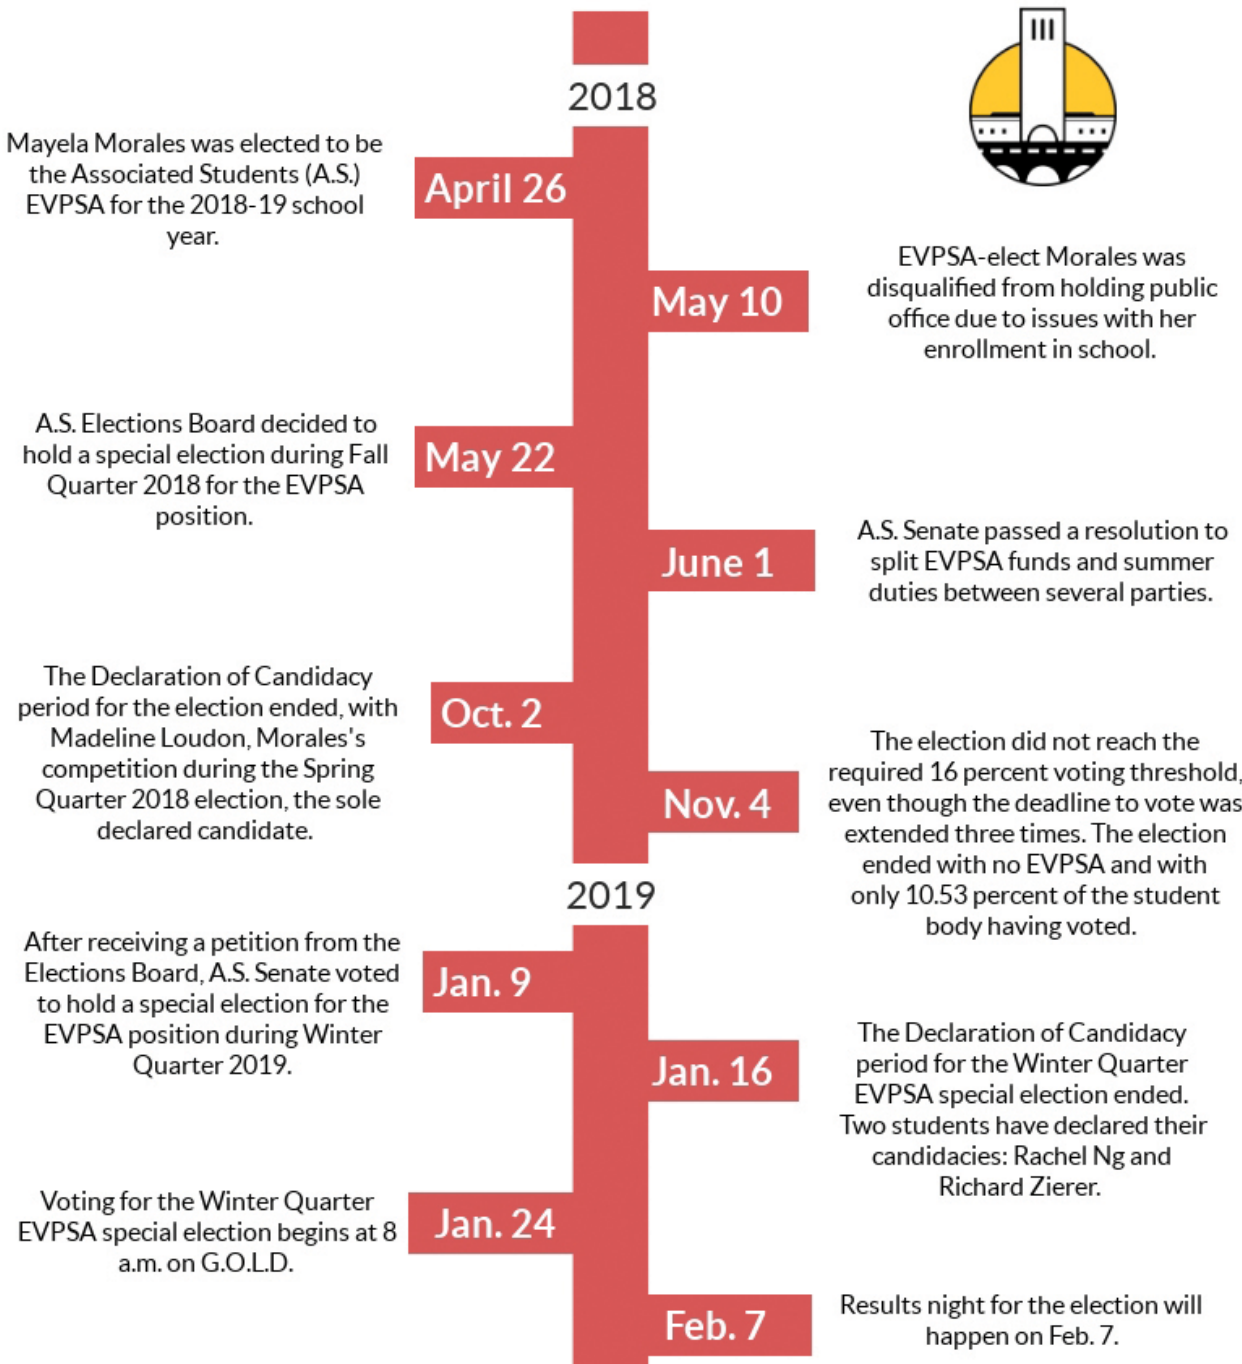 2018
Mayela Morales was elected to be
the Associated Students (A.S.)
EVPSA for the 2018-19 school
year.
April 26
May 10
EVPSA-elect Morales was
disqualified from holding public
office due to issues with her
enrollment in school.
A.S. Elections Board decided to
hold a special election during Fall
Quarter 2018 for the EVPSA
position.
May 22
June 1
A.S. Senate passed a resolution to
split EVPSA funds and summer
duties between several parties.
The Declaration of Candidacy
period for the election ended, with
Madeline Loudon, Morales's
competition during the Spring
Quarter 2018 election, the sole
declared candidate.
Oct. 2
Nov. 4
The election did not reach the
required 16 percent voting threshold,
even though the deadline to vote was
extended three times. The election
ended with no EVPSA and with
only 10.53 percent of the student
body having voted.
2019
After receiving a petition from the
Elections Board, A.S. Senate voted
to hold a special election for the
EVPSA position during Winter
Quarter 2019.
Jan. 9
Jan. 16
The Declaration of Candidacy
period for the Winter Quarter
EVPSA special election ended.
Two students have declared their
candidacies: Rachel Ng and
Richard Zierer.
Voting for the Winter Quarter
EVPSA special election begins at 8
a.m. on G.O.L.D.
Jan. 24
Feb. 7
Results night for the election will
happen on Feb. 7.